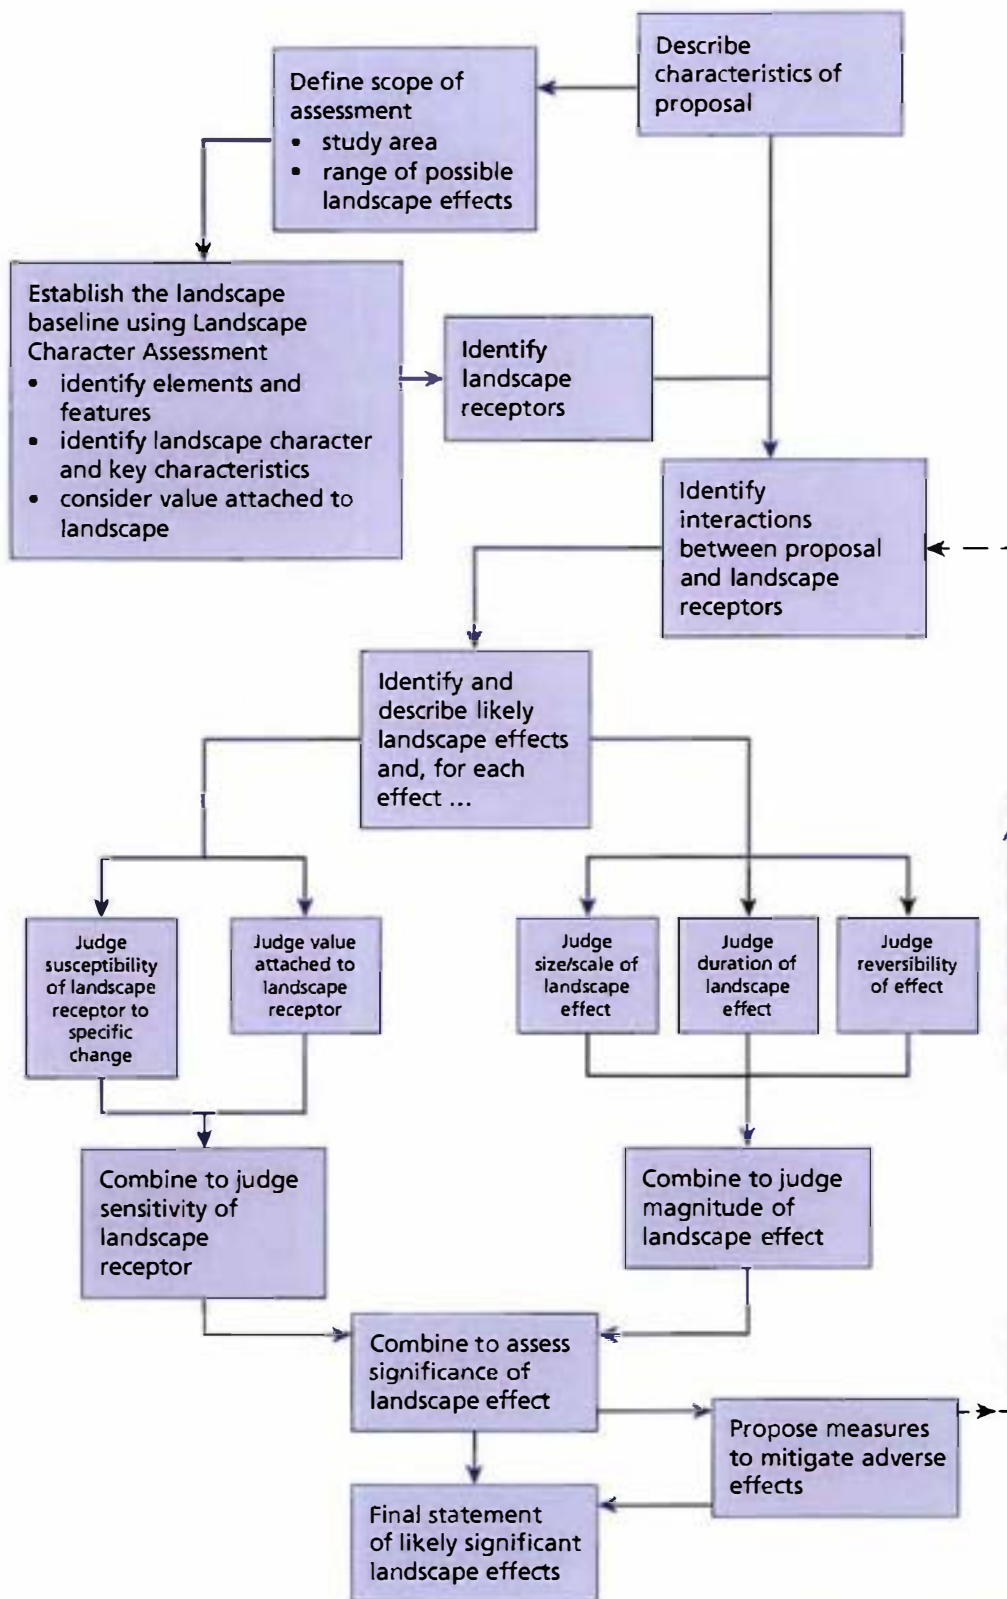 Describe
characteristics of
proposal
Define scope of
assessment
• study area
• range of possible
landscape effects
Establish the landscape
baseline using Landscape
Character Assessment
• identify elements and
features
• identify landscape character
and key characteristics
• consider value attached to
landscape
Identify
landscape
receptors
Identify
interactions
between proposal
and landscape
receptors
Identify and
describe likely
landscape effects
and, for each
effect ...
Judge
susceptibility
of landscape
receptor to
specific
change
Judge value
attached to
landscape
receptor
Judge
size/scale of
landscape
effect
Judge
duration of
landscape
effect
Judge
reversibility
of effect
Combine to judge
sensitivity of
landscape
receptor
Combine to judge
magnitude of
landscape effect
Combine to assess
significance of
landscape effect
Propose measures
to mitigate adverse
effects
Final statement
of likely significant
landscape effects